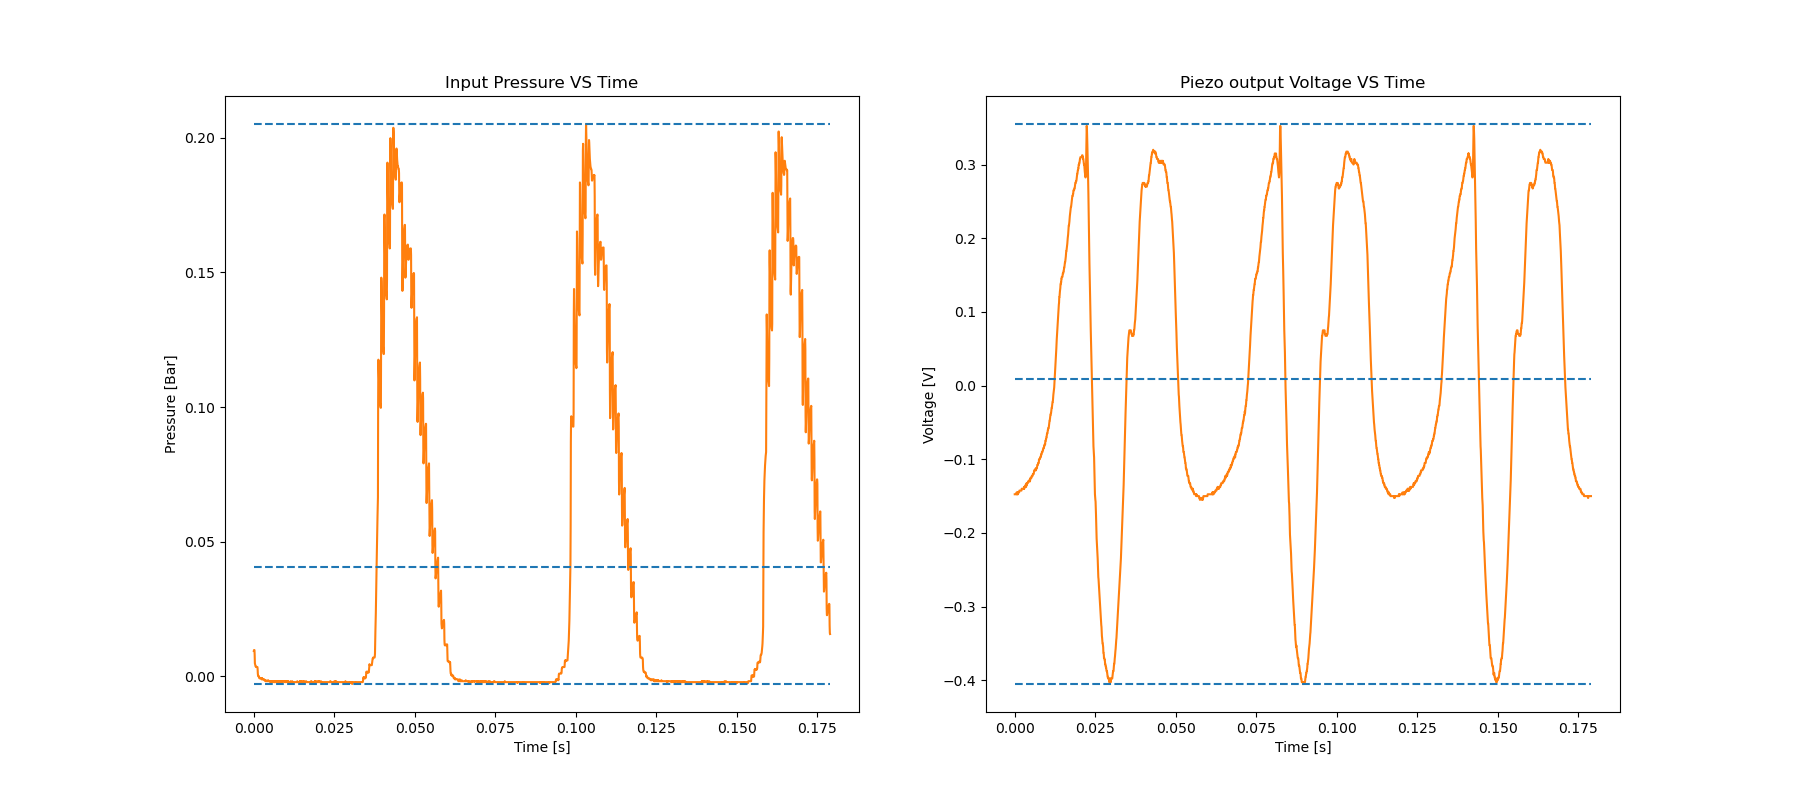 Input Pressure VS Time
Pressure [Bar]
0.20
0.15
0.10
0.05
0.00
0.000 0.025 0.050 0.075 0.100 0.125 0.150 0.175
Time [s]
Piezo output Voltage VS Time
Voltage [V]
0.3
0.2
0.1
0.0
−0.1
−0.2
−0.3
−0.4
0.000 0.025 0.050 0.075 0.100 0.125 0.150 0.175
Time [s]